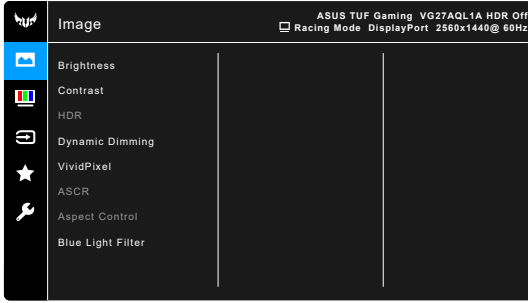 Image
ASUS TUF Gaming VG27AQL1A HDR Off
Racing Mode DisplayPort 2560x1440@ 60Hz
Brightness
Contrast
HDR
Dynamic Dimming
VividPixel
ASCR
Aspect Control
Blue Light Filter